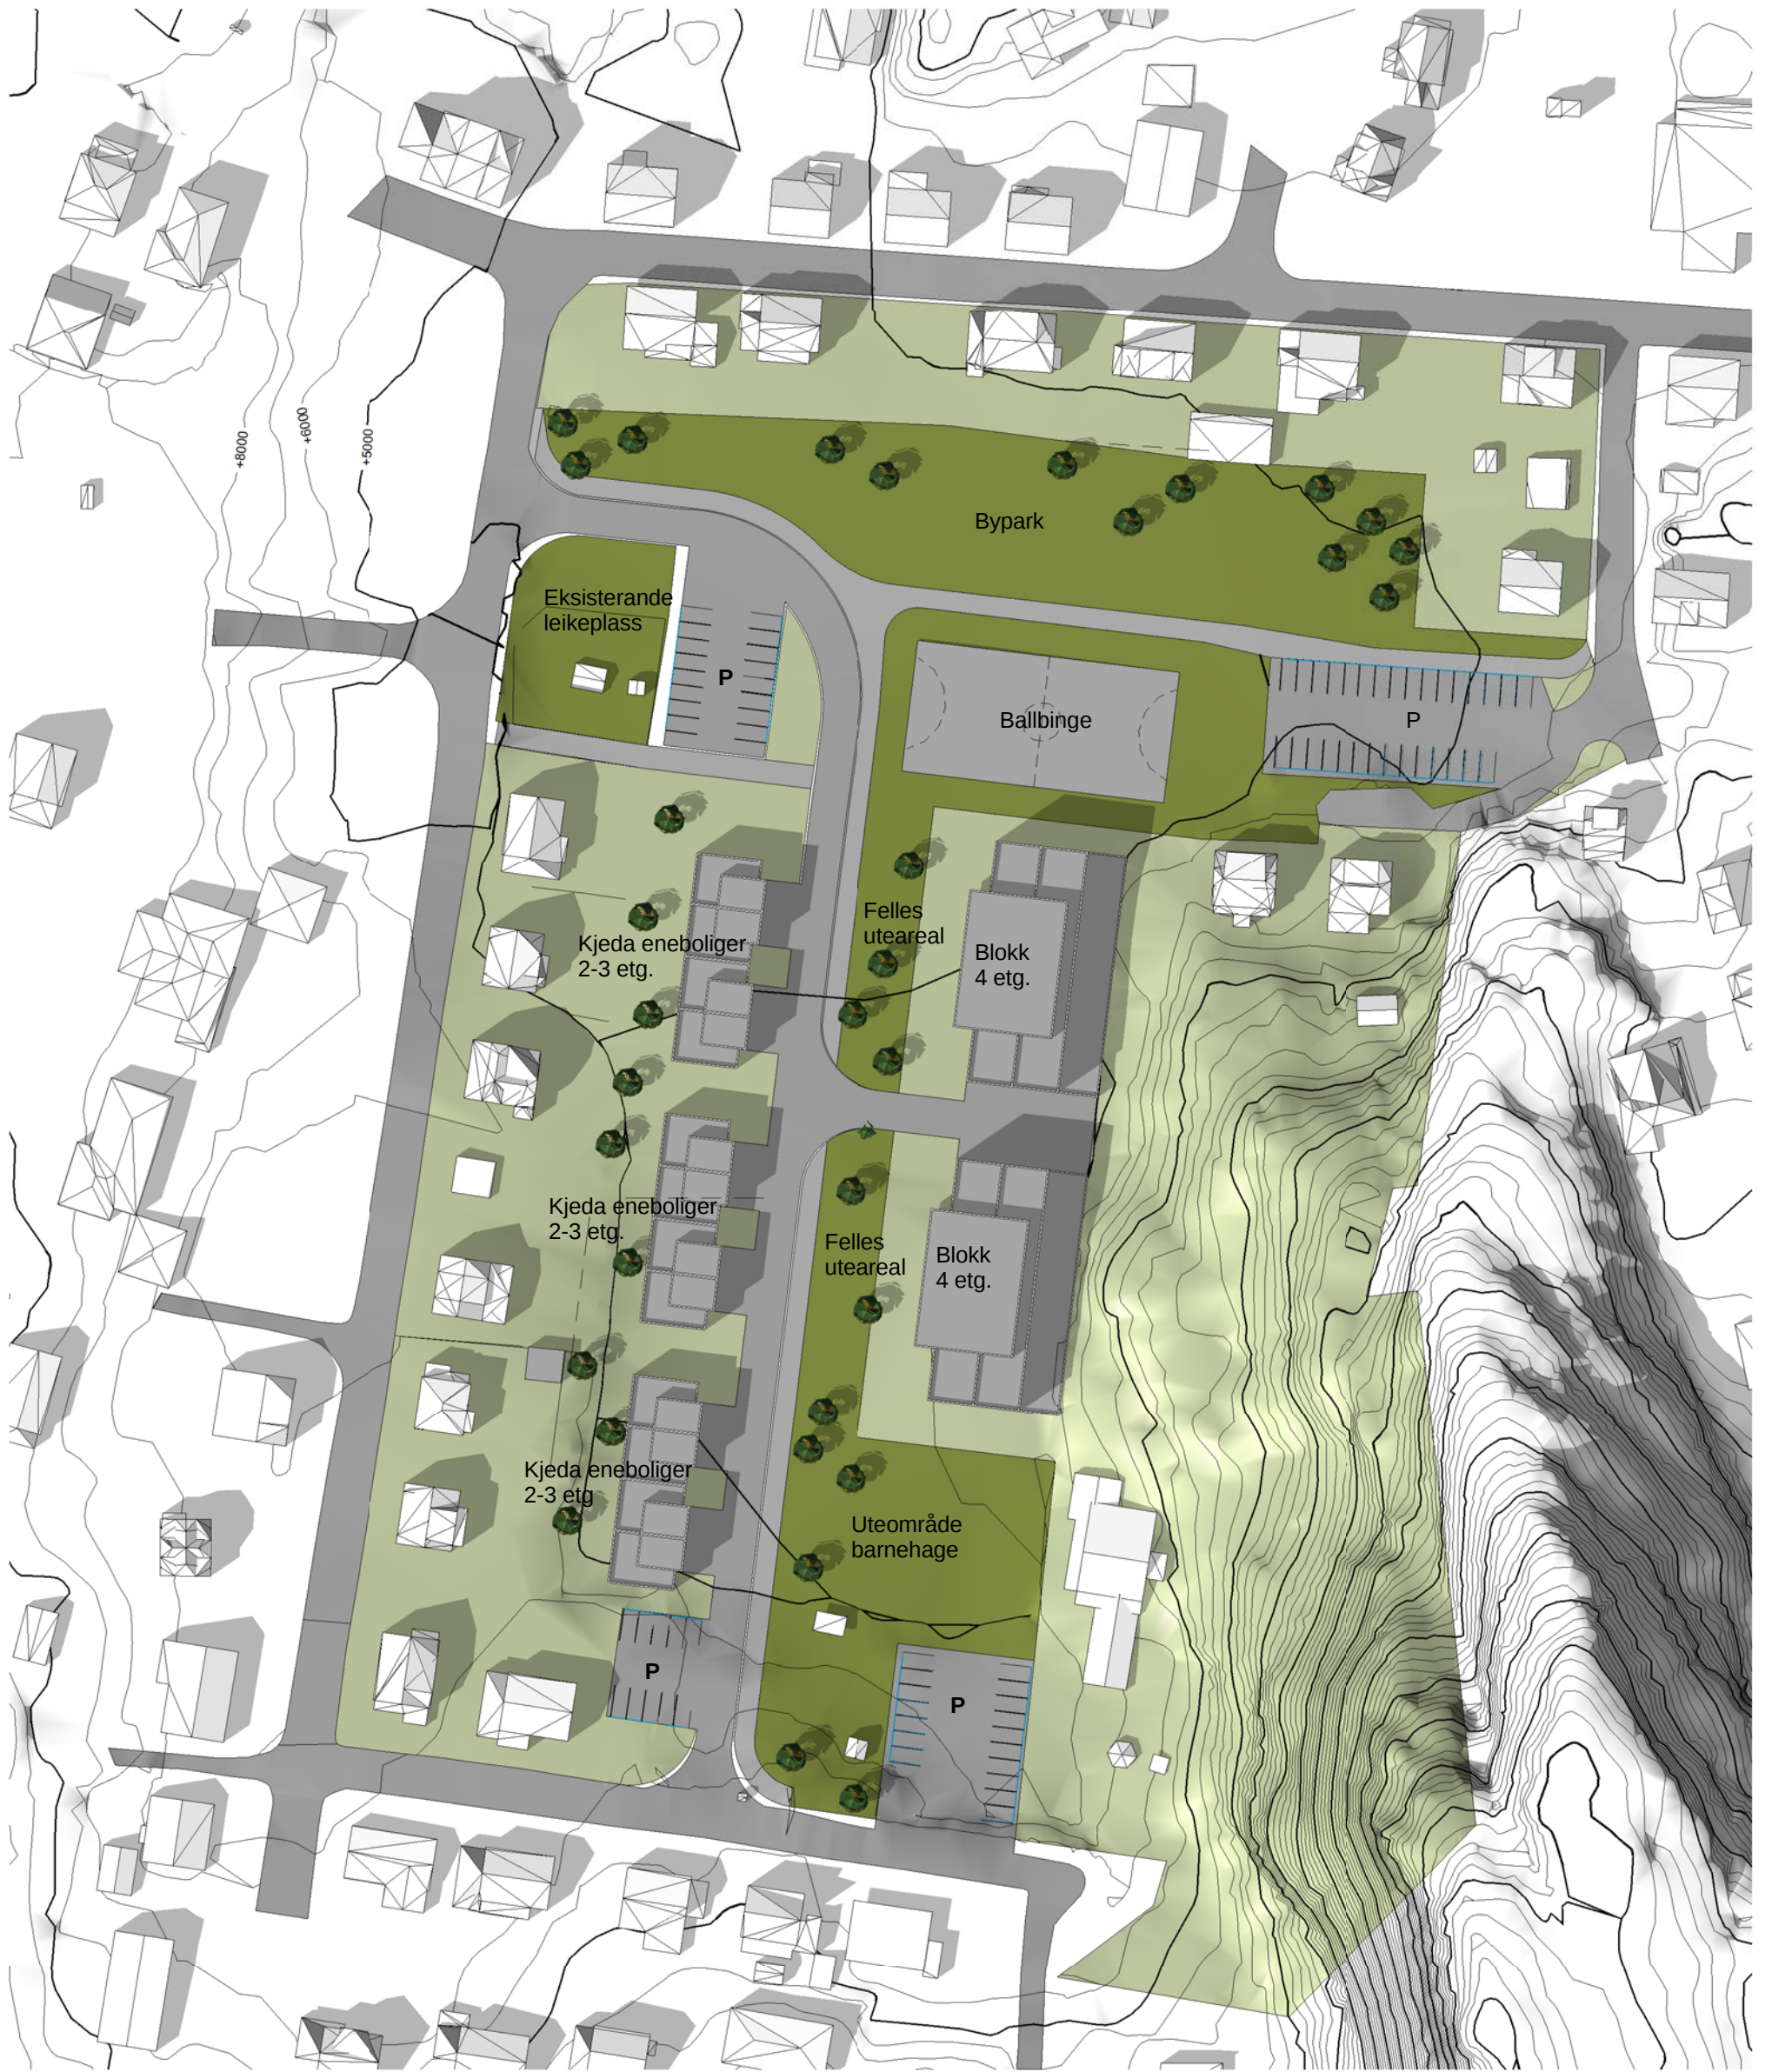 +8000
+6000
+5000
Bypark
Eksisterande
leikeplass
P
Ballbinge
P
Felles
uteareal
Kjeda eneboliger
2-3 etg.
Blokk
4 etg.
Kjeda eneboliger
2-3 etg.
Felles
uteareal
Blokk
4 etg.
Kjeda eneboliger
2-3 etg
Uteområde
barnehage
P
P